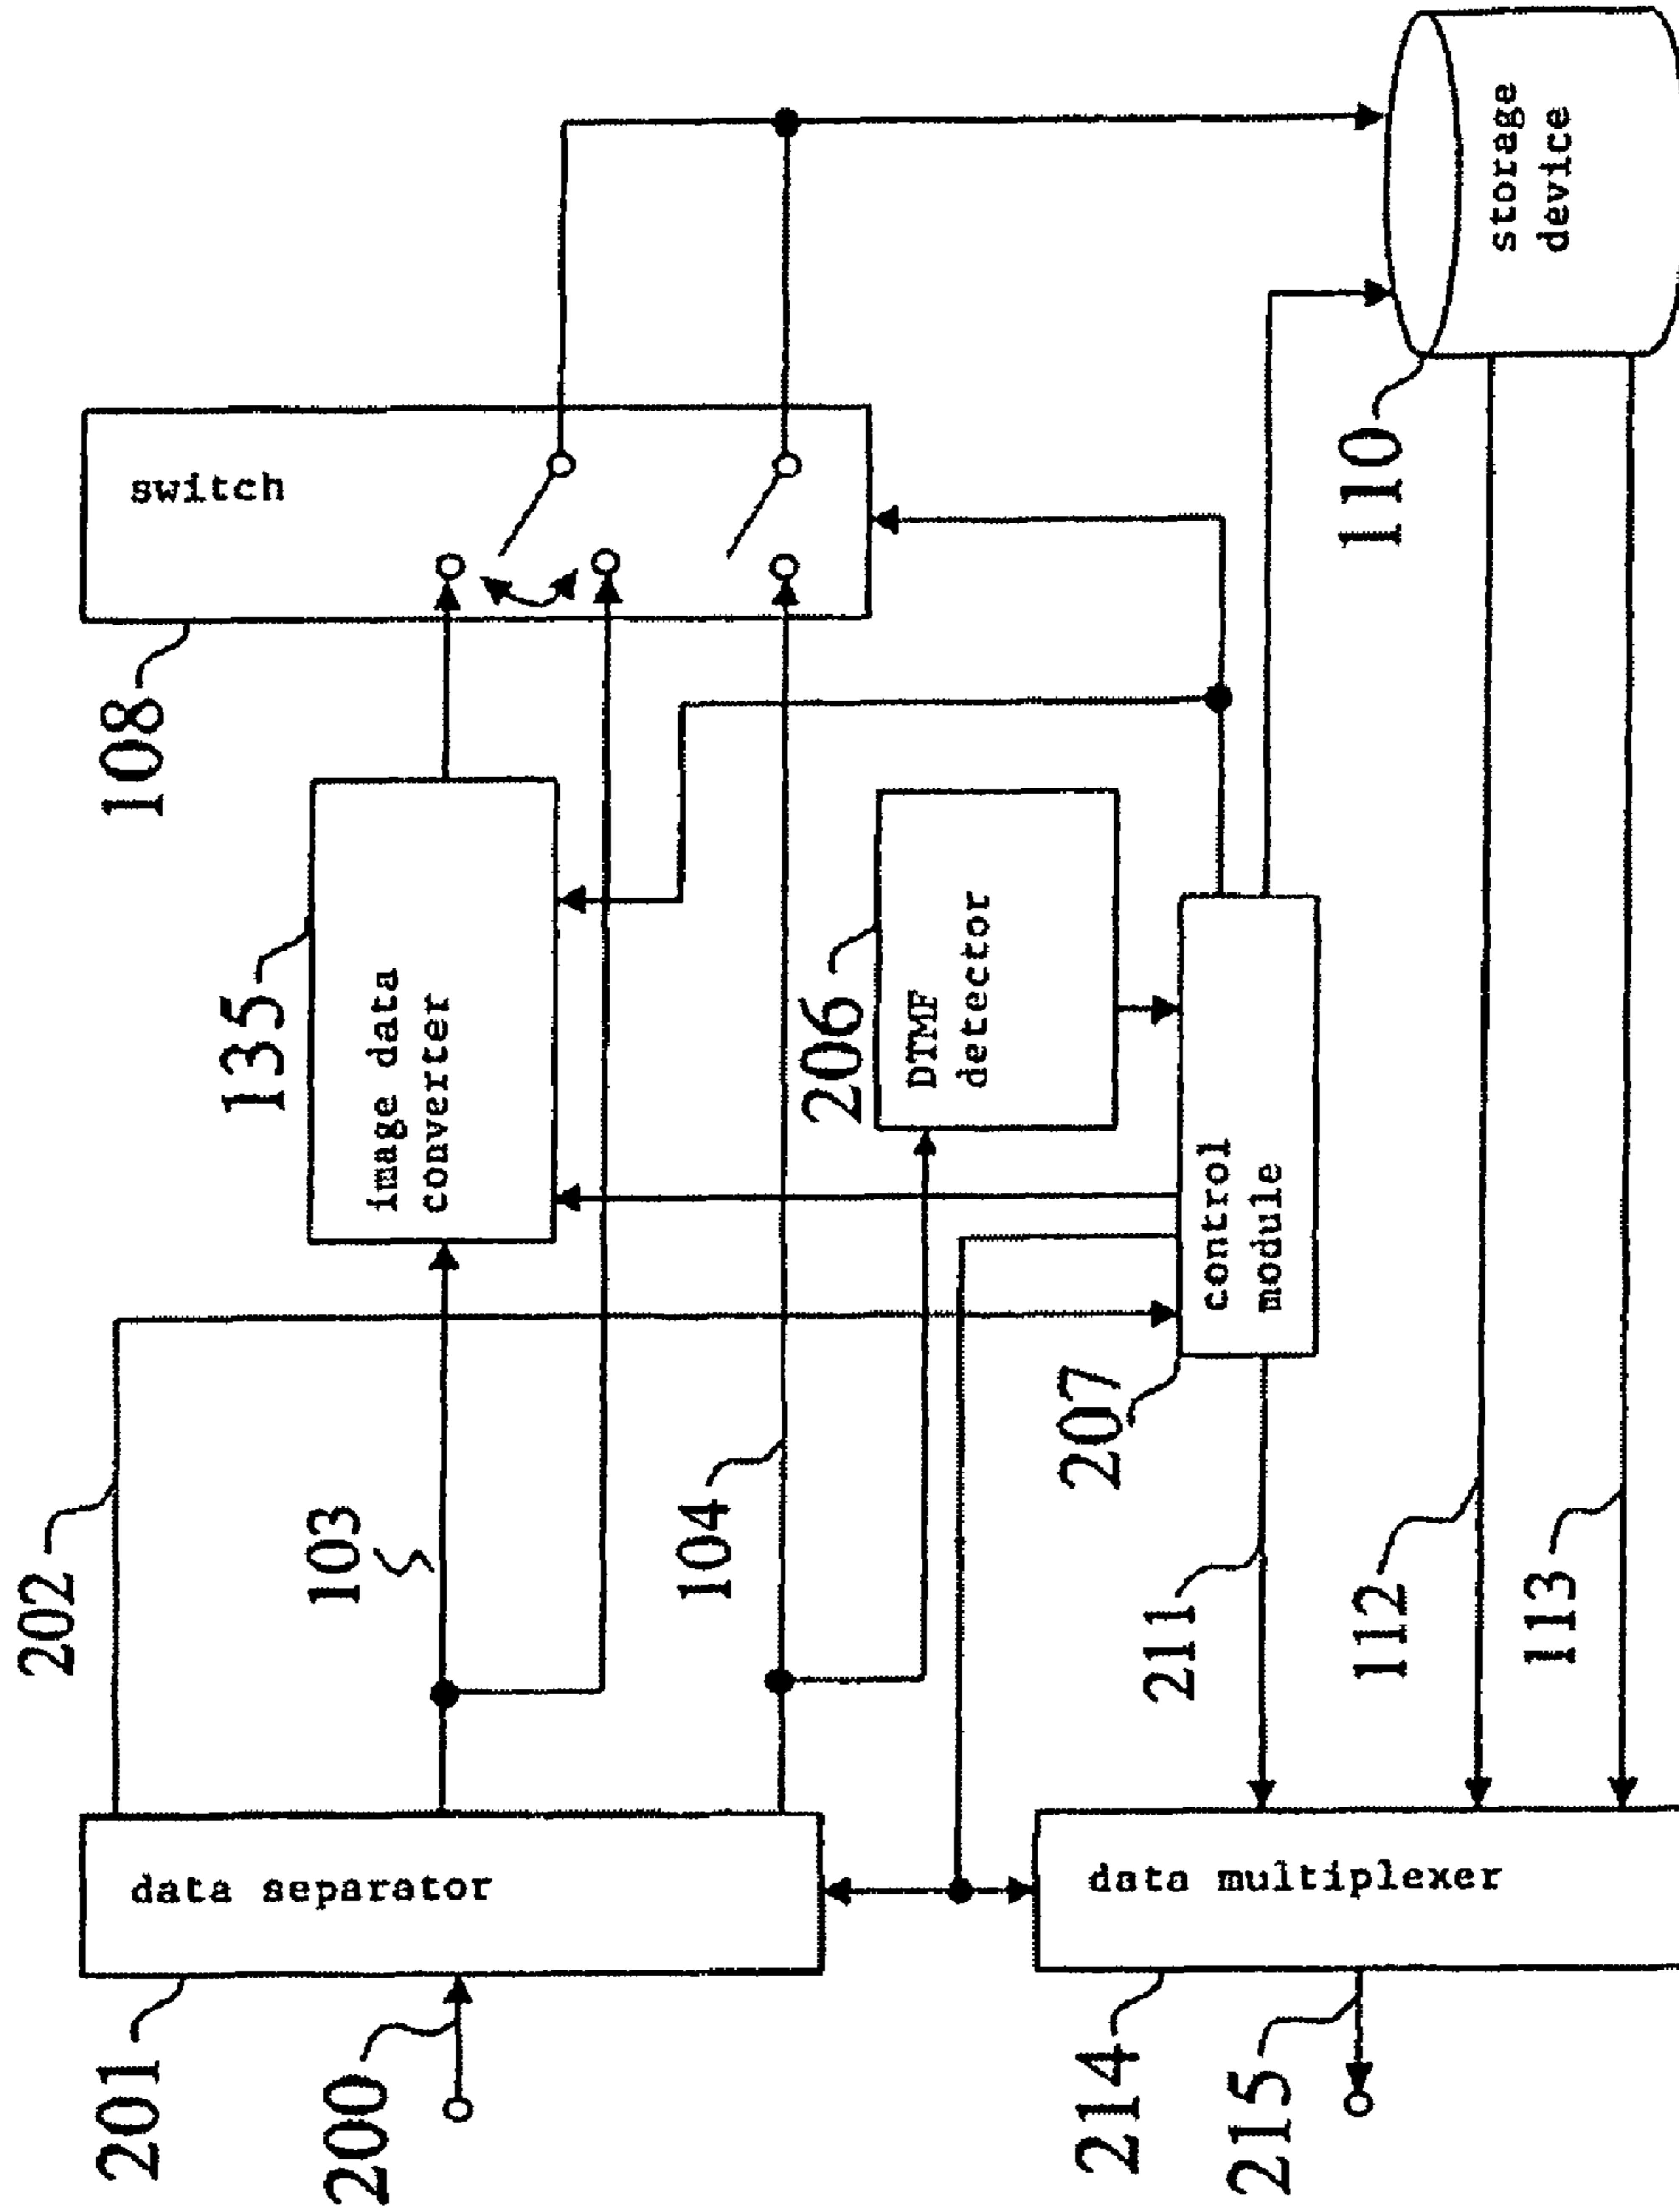 201
data separator
200
202
103
104
135
image data
converter
108
switch
206
DTMF
detector
207
control
module
211
112
113
110
storage
device
214
data multiplexer
215